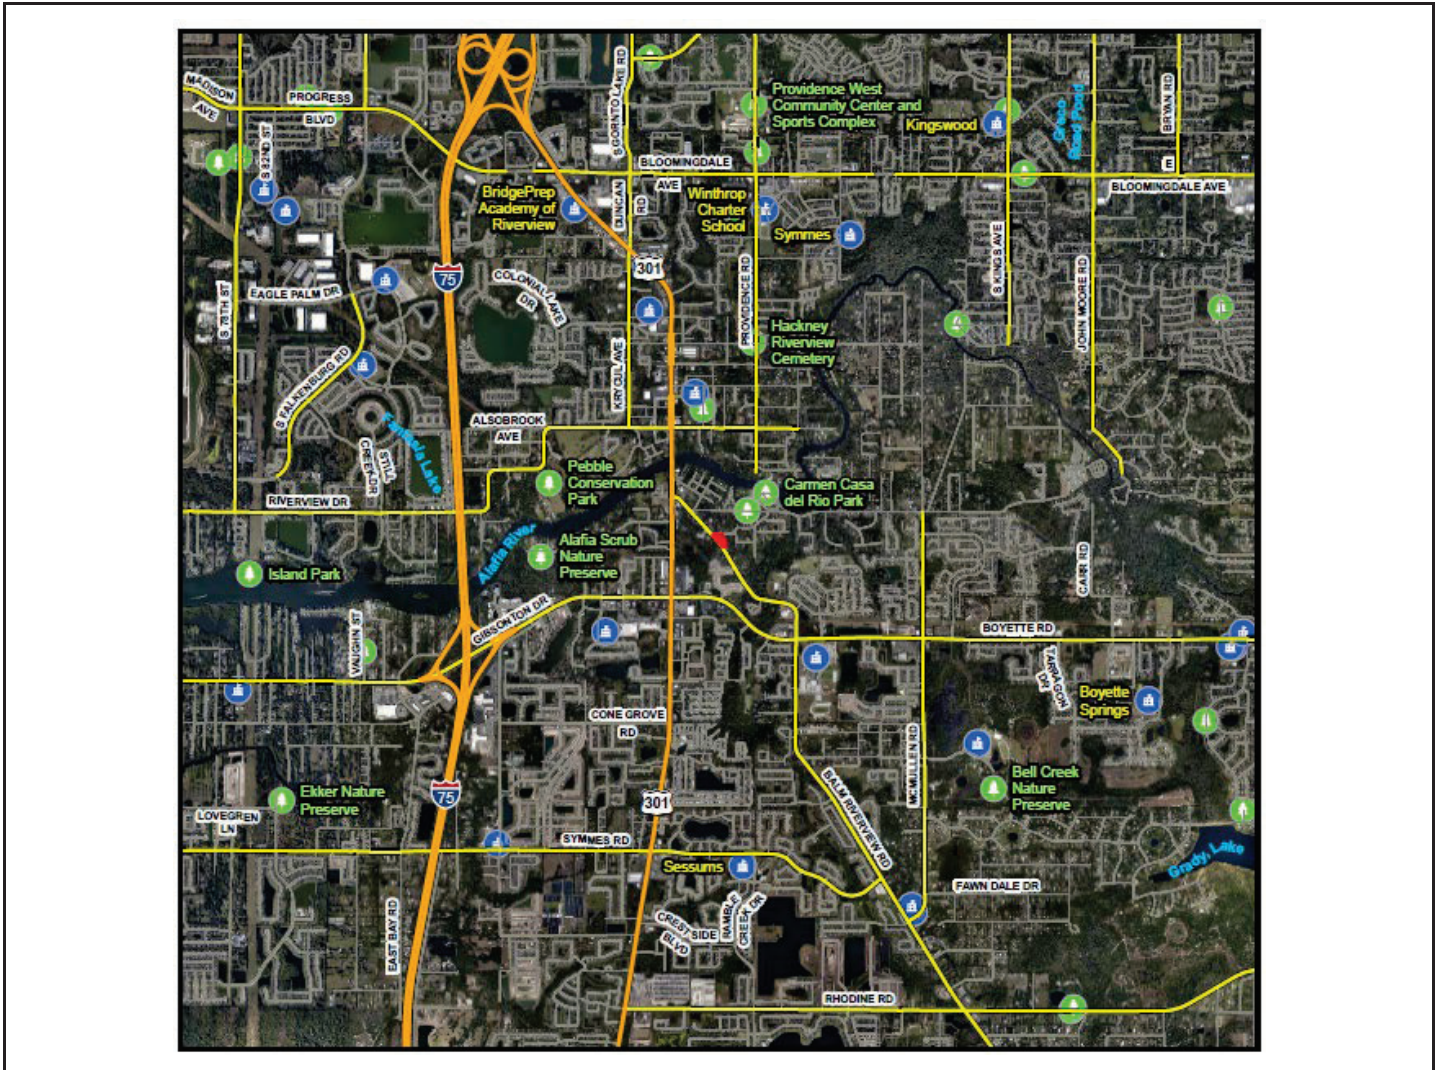 MADISON
AVE
PROGRESS
BLVD
S 82ND ST
S GORNTO LAKE RD
Providence West
Community Center and
Sports Complex
Kingswood
BRYAN RD
BLOOMINGDALE
AVE
E
BLOOMINGDALE AVE
BridgePrep
Academy of
Riverview
DUNCAN
RD
Winthrop
Charter
School
Symmes
S KINGS AVE
JOHN MOORE RD
S 78TH ST
EAGLE PALM DR
75
COLONIAL LAKE
DR
301
PROVIDENCE RD
Hackney
Riverview
Cemetery
S FALKENBURG RD
KRYCUL AVE
ALSOBROOK
AVE
Fantasia Lake
STILL
CREEK DR
Pebble
Conservation
Park
Carmen Casa
del Rio Park
RIVERVIEW DR
Alafia River
Alafia Scrub
Nature
Preserve
Island Park
CARR RD
GIBSONTON DR
VAUGHN ST
BOYETTE RD
TARRAGON
DR
Boyette
Springs
CONE GROVE
RD
MCMULLEN RD
Bell Creek
Nature
Preserve
75
301
Ekker Nature
Preserve
LOVEGREN
LN
BALM RIVERVIEW RD
SYMMES RD
Sessums
Grady, Lake
FAWN DALE DR
EAST BAY RD
CREST SIDE
BLVD
RAMBLE
CREEK DR
RHODINE RD